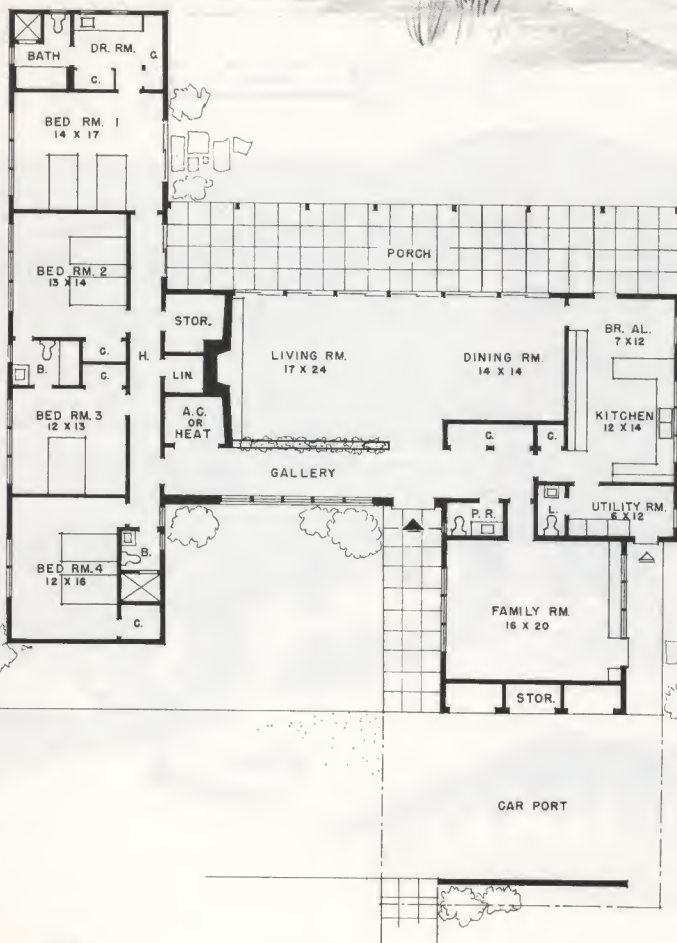 BATH
DR. RM.
C.
C.
BED RM. 1
14 X 17
BED RM. 2
13 X 14
PORCH
STOR.
BR. AL.
7 X 12
H.
LIVING RM.
17 X 24
DINING RM.
14 X 14
C.
B.
LIN.
C.
BED RM. 3
12 X 13
A.C.
OR
HEAT
KITCHEN
12 X 14
C.
C.
GALLERY
P. R.
L.
UTILITY RM.
6 X 12
B.
BED RM. 4
12 X 16
C.
FAMILY RM.
16 X 20
STOR.
CAR PORT